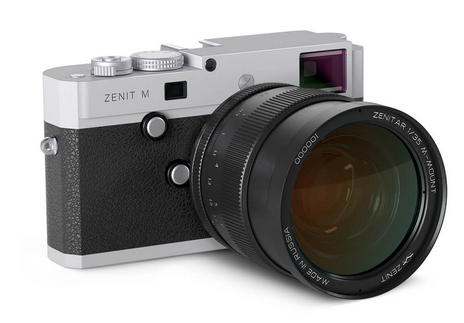 ZENIT M
ZENITAR 1/35 M-MOUNT
ZENIT
MADE IN RUSSIA
000001